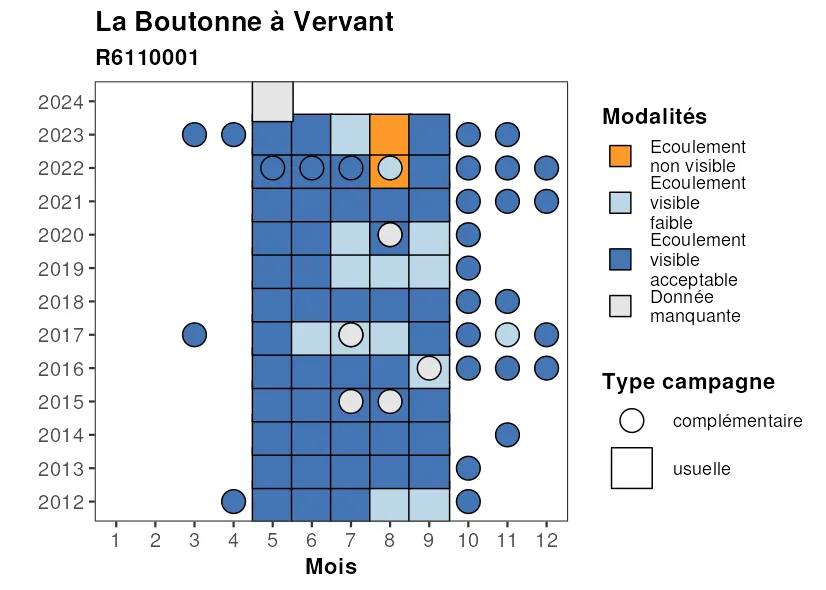 La Boutonne à Vervant
R6110001
2024
2023
2022
2021
2020
2019
2018
2017
2016
2015
2014
2013
2012
1 2 3 4 5 6 7 8 9 10 11 12
Mois
Modalités
Ecoulement
non visible
Ecoulement
visible
faible
Ecoulement
visible
acceptable
Donnée
manquante
Type campagne
complémentaire
usuelle